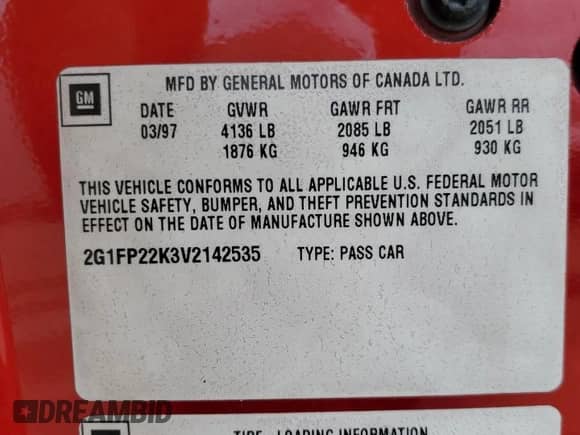 GM
MFD BY GENERAL MOTORS OF CANADA LTD.
DATE GVWR GAWR FRT GAWR RR
03/97 4136 LB 2085 LB 2051 LB
1876 KG 946 KG 930 KG
THIS VEHICLE CONFORMS TO ALL APPLICABLE U.S. FEDERAL MOTOR
VEHICLE SAFETY, BUMPER, AND THEFT PREVENTION STANDARDS IN
EFFECT ON THE DATE OF MANUFACTURE SHOWN ABOVE.
2G1FP22K3V2142535 TYPE: PASS CAR
DREAMBID
TIRE - LOADING INFORMATION